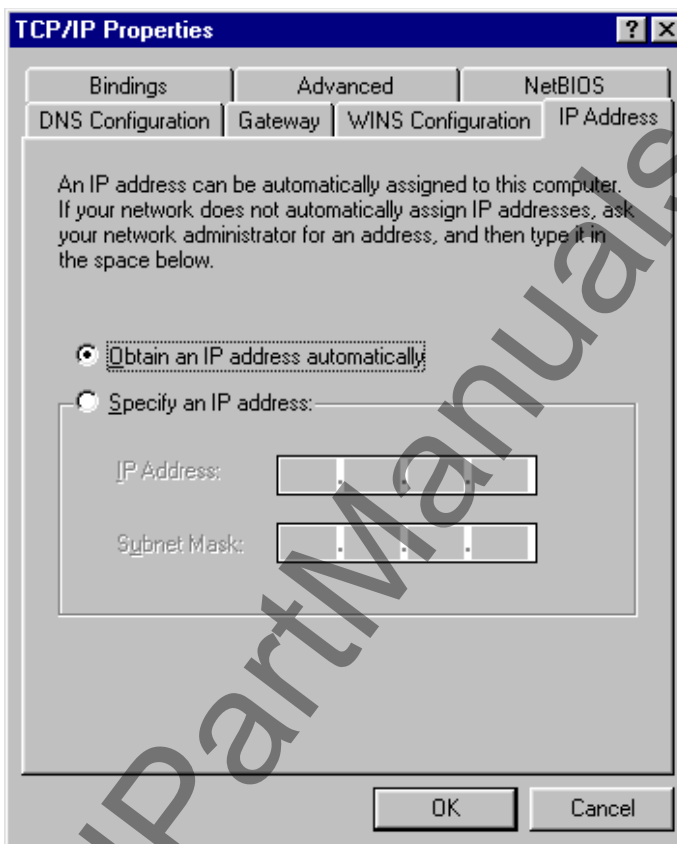 TCP/IP Properties
Bindings
Advanced
NetBIOS
DNS Configuration
Gateway
WINS Configuration
IP Address
An IP address can be automatically assigned to this computer.
If your network does not automatically assign IP addresses, ask
your network administrator for an address, and then type it in
the space below.
Obtain an IP address automatically
Specify an IP address:
IP Address:
. . .
Subnet Mask:
. . .
OK
Cancel
PartManuals